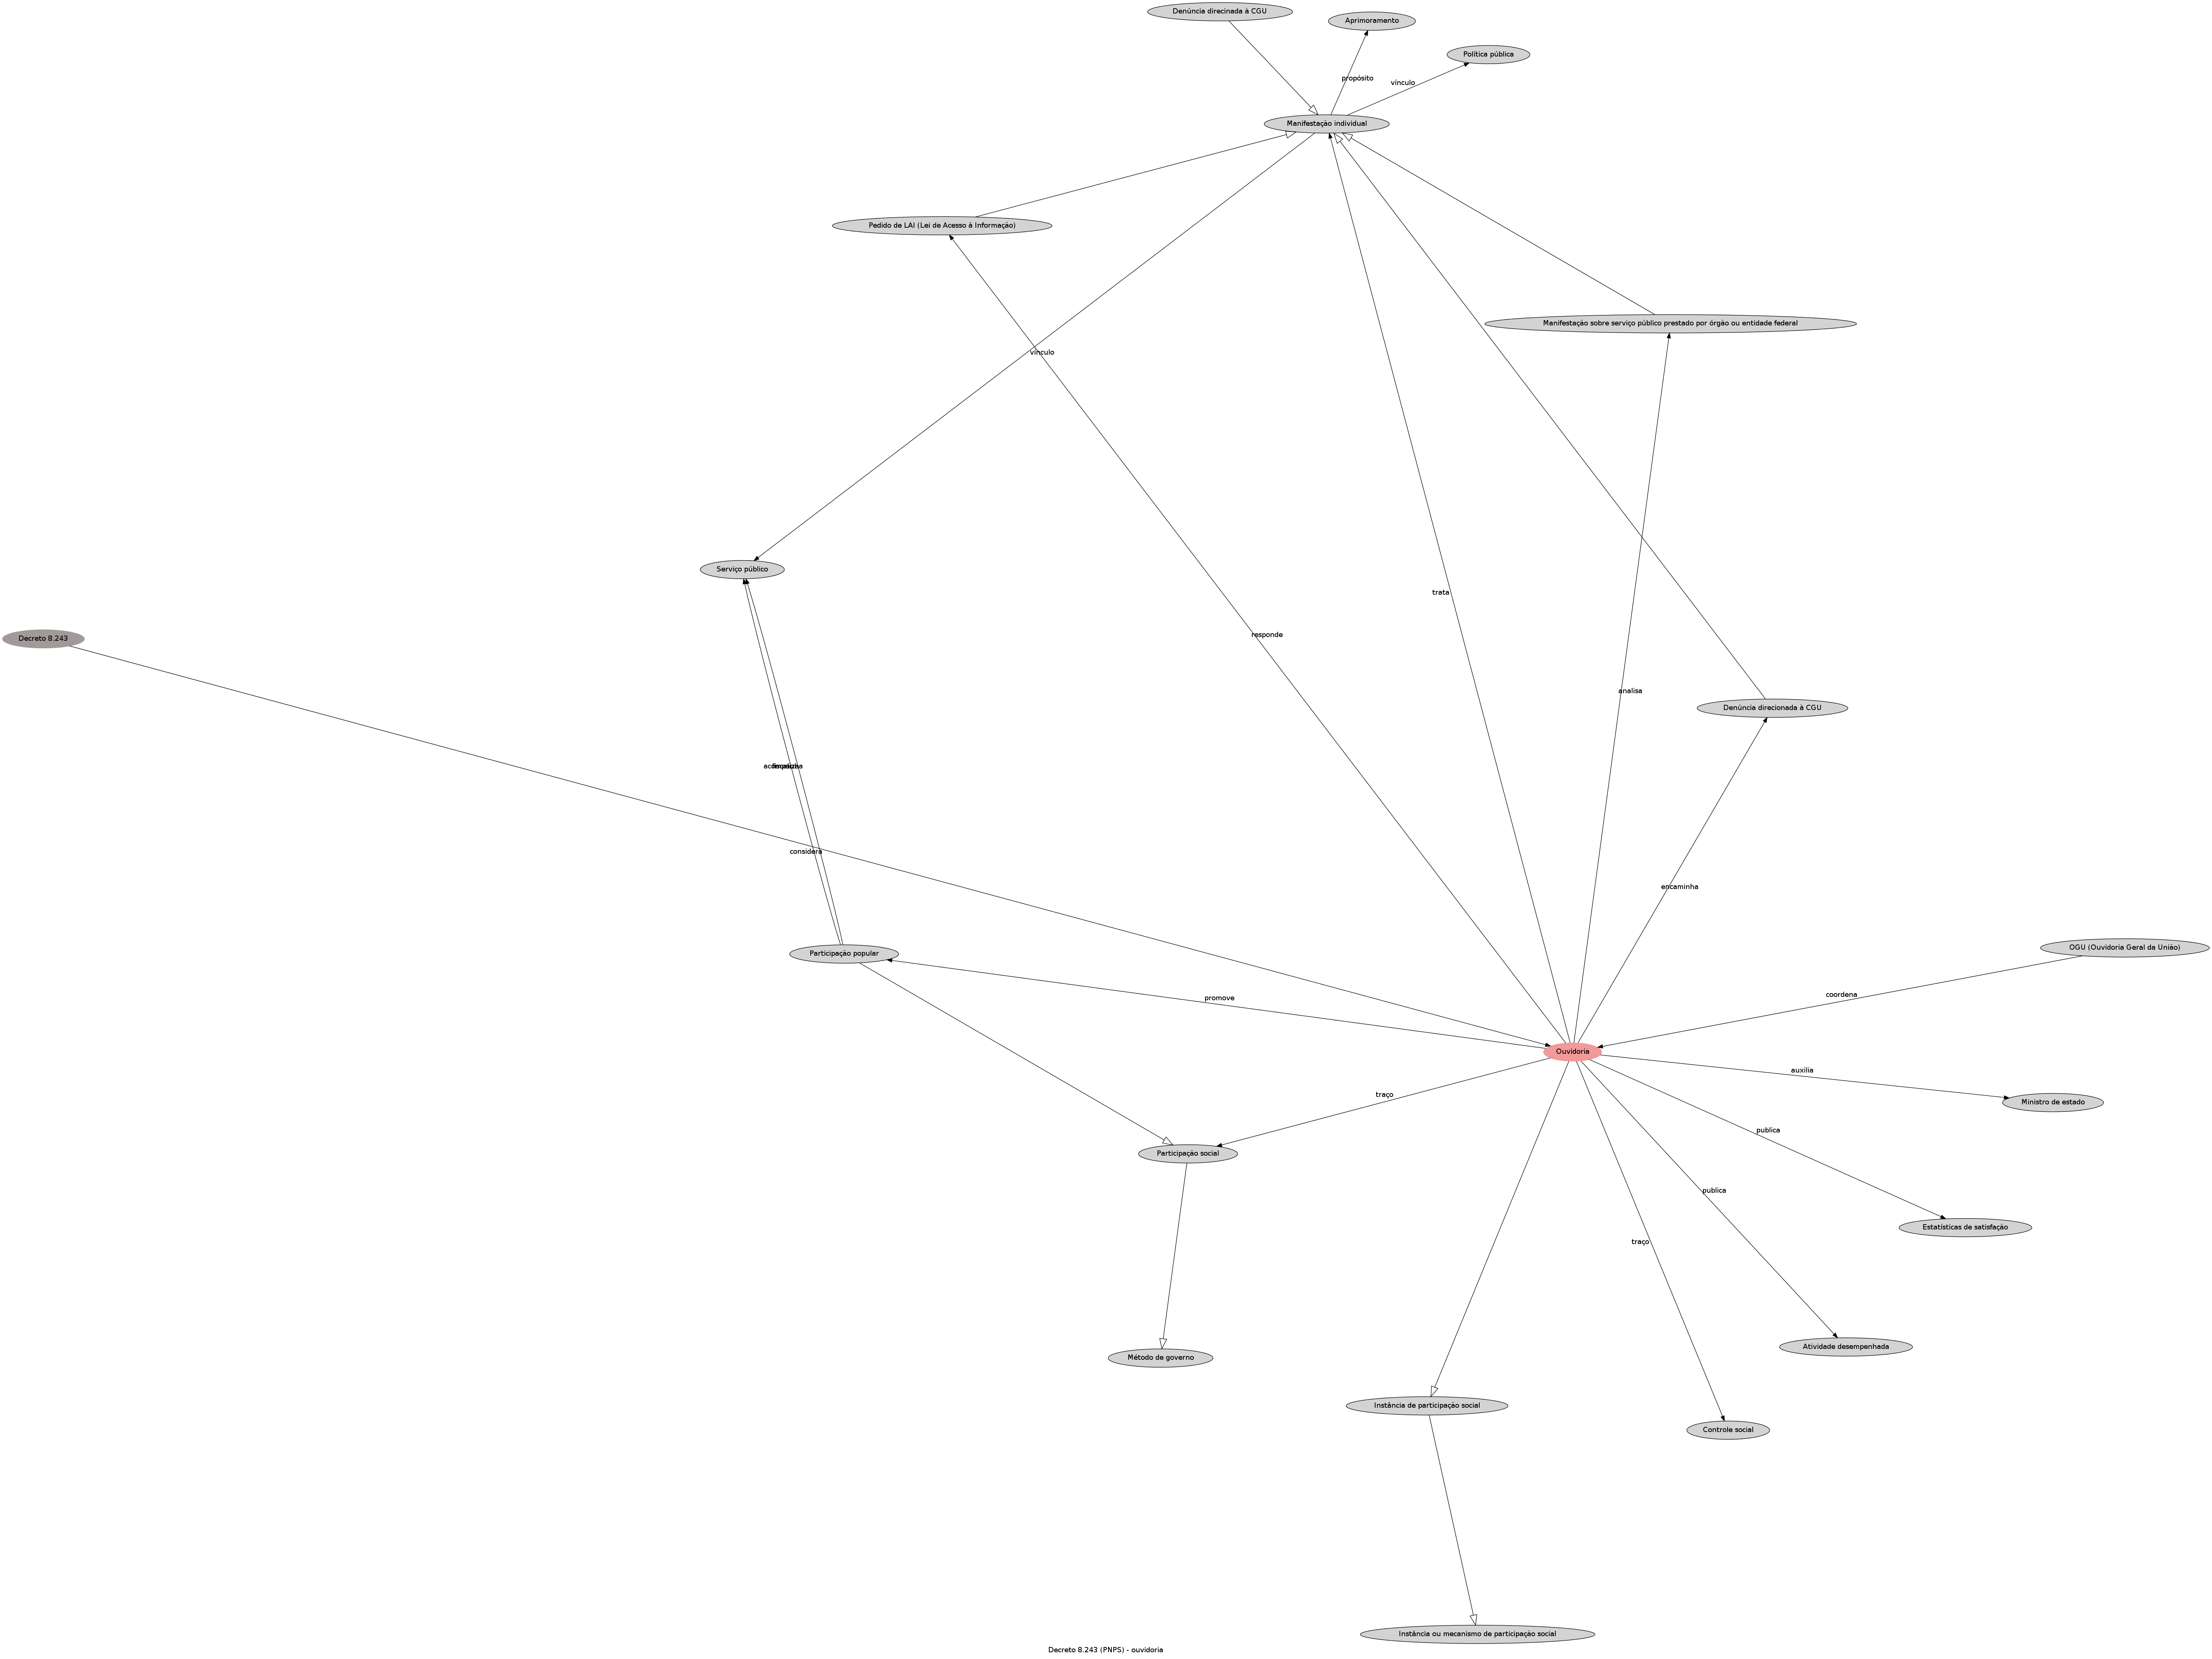 Denúncia direcinada à CGU
Aprimoramento
Política pública
propósito
vínculo
Manifestação individual
Pedido de LAI (Lei de Acesso à Informação)
Manifestação sobre serviço público prestado por órgão ou entidade federal
vínculo
Serviço público
trata
Decreto 8.243
responde
analisa
Denúncia direcionada à CGU
considera
encaminha
Participação popular
OGU (Ouvidoria Geral da União)
promove
coordena
Ouvidoria
auxilia
traço
Ministro de estado
publica
Participação social
publica
Estatísticas de satisfação
traço
Atividade desempenhada
Método de governo
Instância de participação social
Controle social
Instância ou mecanismo de participação social
Decreto 8.243 (PNPS) - ouvidoria